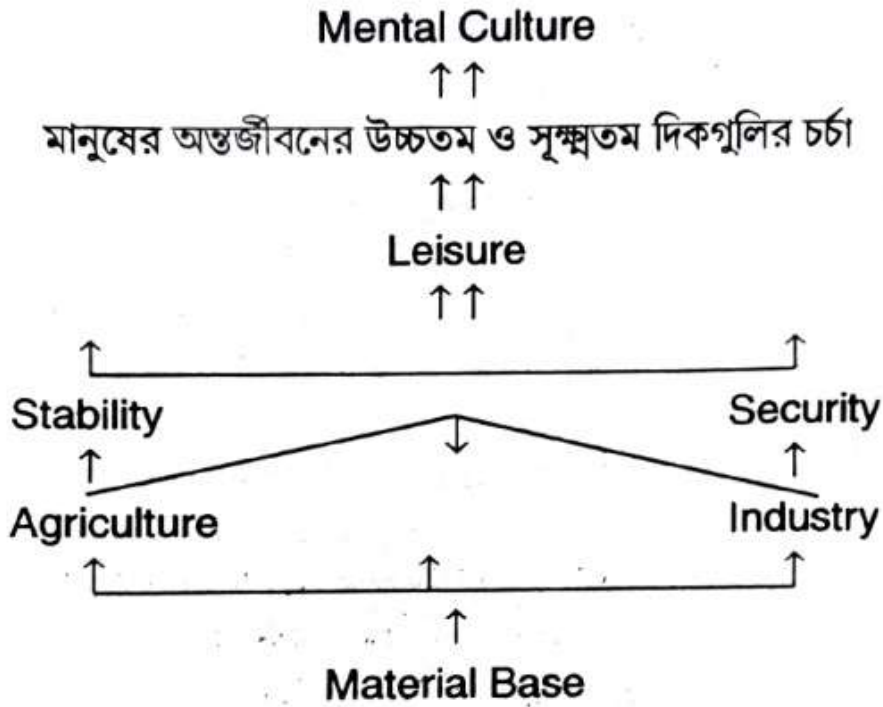 Mental Culture
মানুষের অন্তর্জীবনের উচ্চতম ও সূক্ষ্মতম দিকগুলির চর্চা
Leisure
Stability Security
Agriculture Industry
Material Base